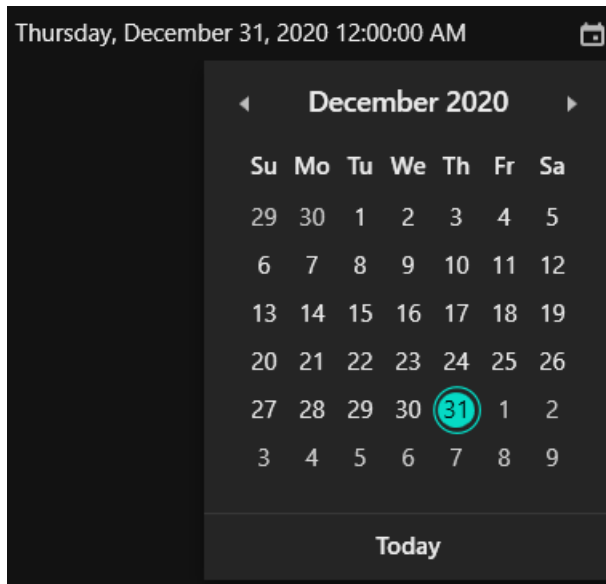 Thursday, December 31, 2020 12:00:00 AM
December 2020
Su Mo Tu We Th Fr Sa
29 30 1 2 3 4 5
6 7 8 9 10 11 12
13 14 15 16 17 18 19
20 21 22 23 24 25 26
27 28 29 30 31 1 2
3 4 5 6 7 8 9
Today